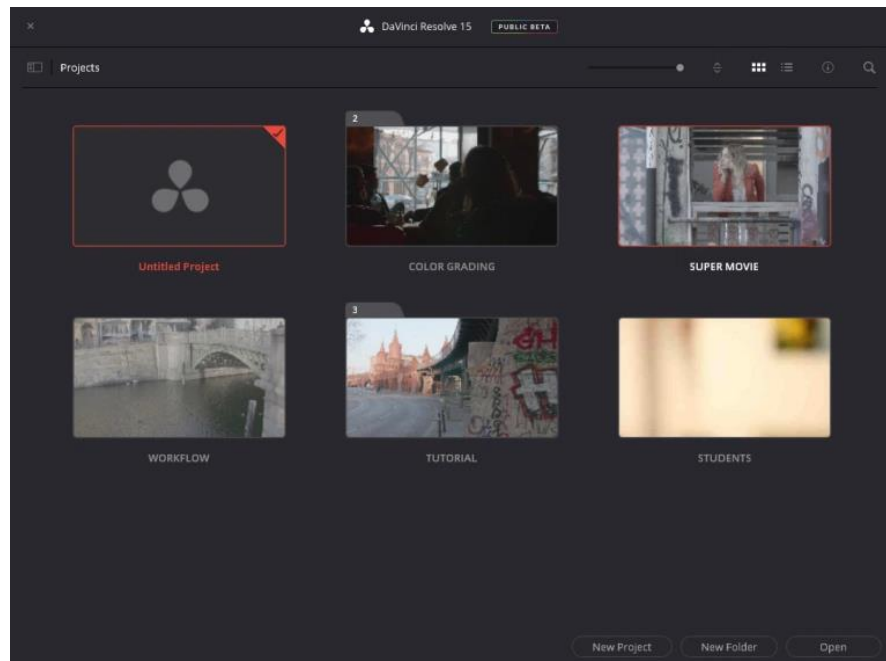 DaVinci Resolve 15 PUBLIC BETA
Projects
2
Untitled Project COLOR GRADING SUPER MOVIE
3
WORKFLOW TUTORIAL STUDENTS
New Project New Folder Open